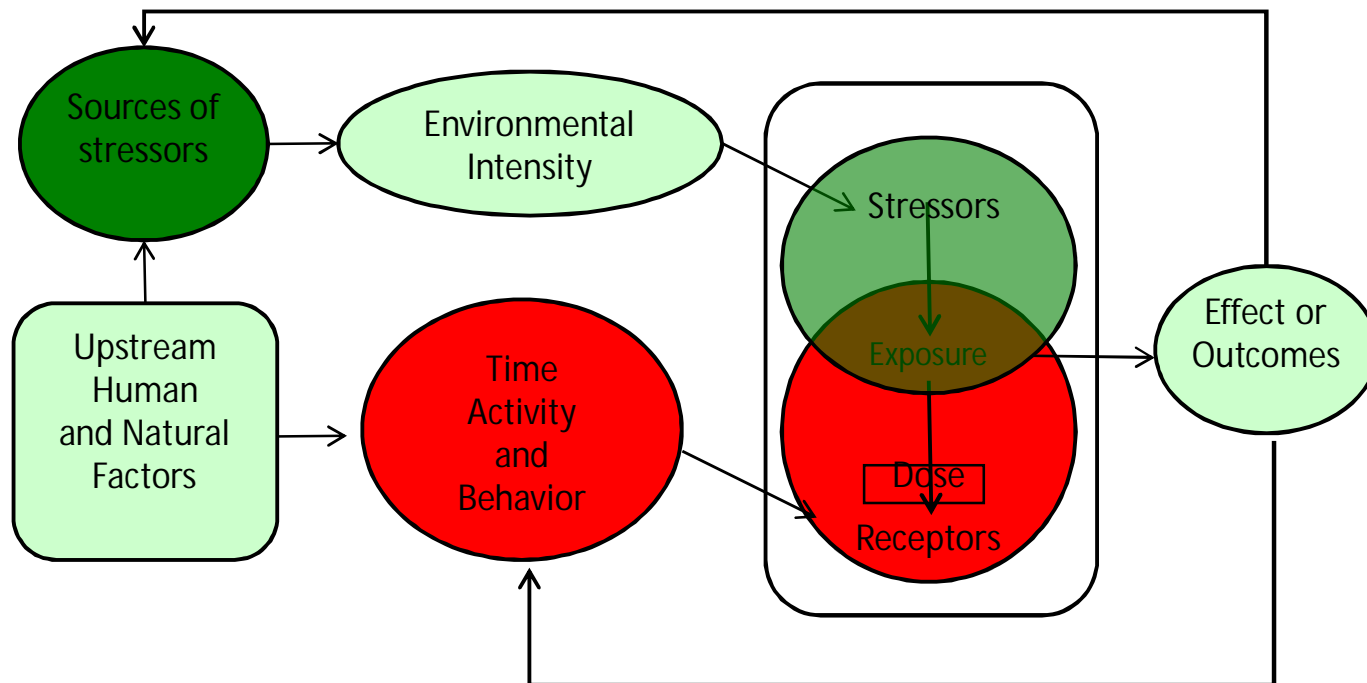 Sources of
stressors
Environmental
Intensity
Stressors
Upstream
Human
and Natural
Factors
Time
Activity
and
Behavior
Exposure
Dose
Receptors
Effect or
Outcomes